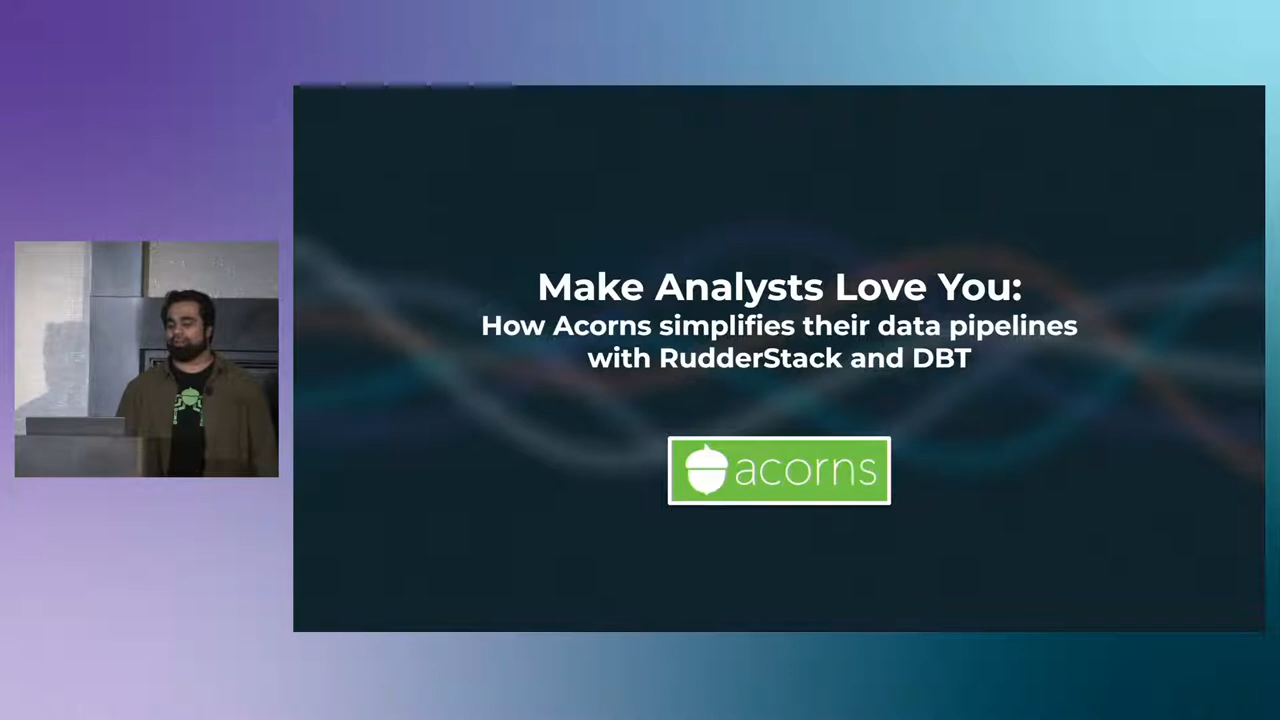 Make Analysts Love You:
How Acorns simplifies their data pipelines
with RudderStack and DBT
acorns